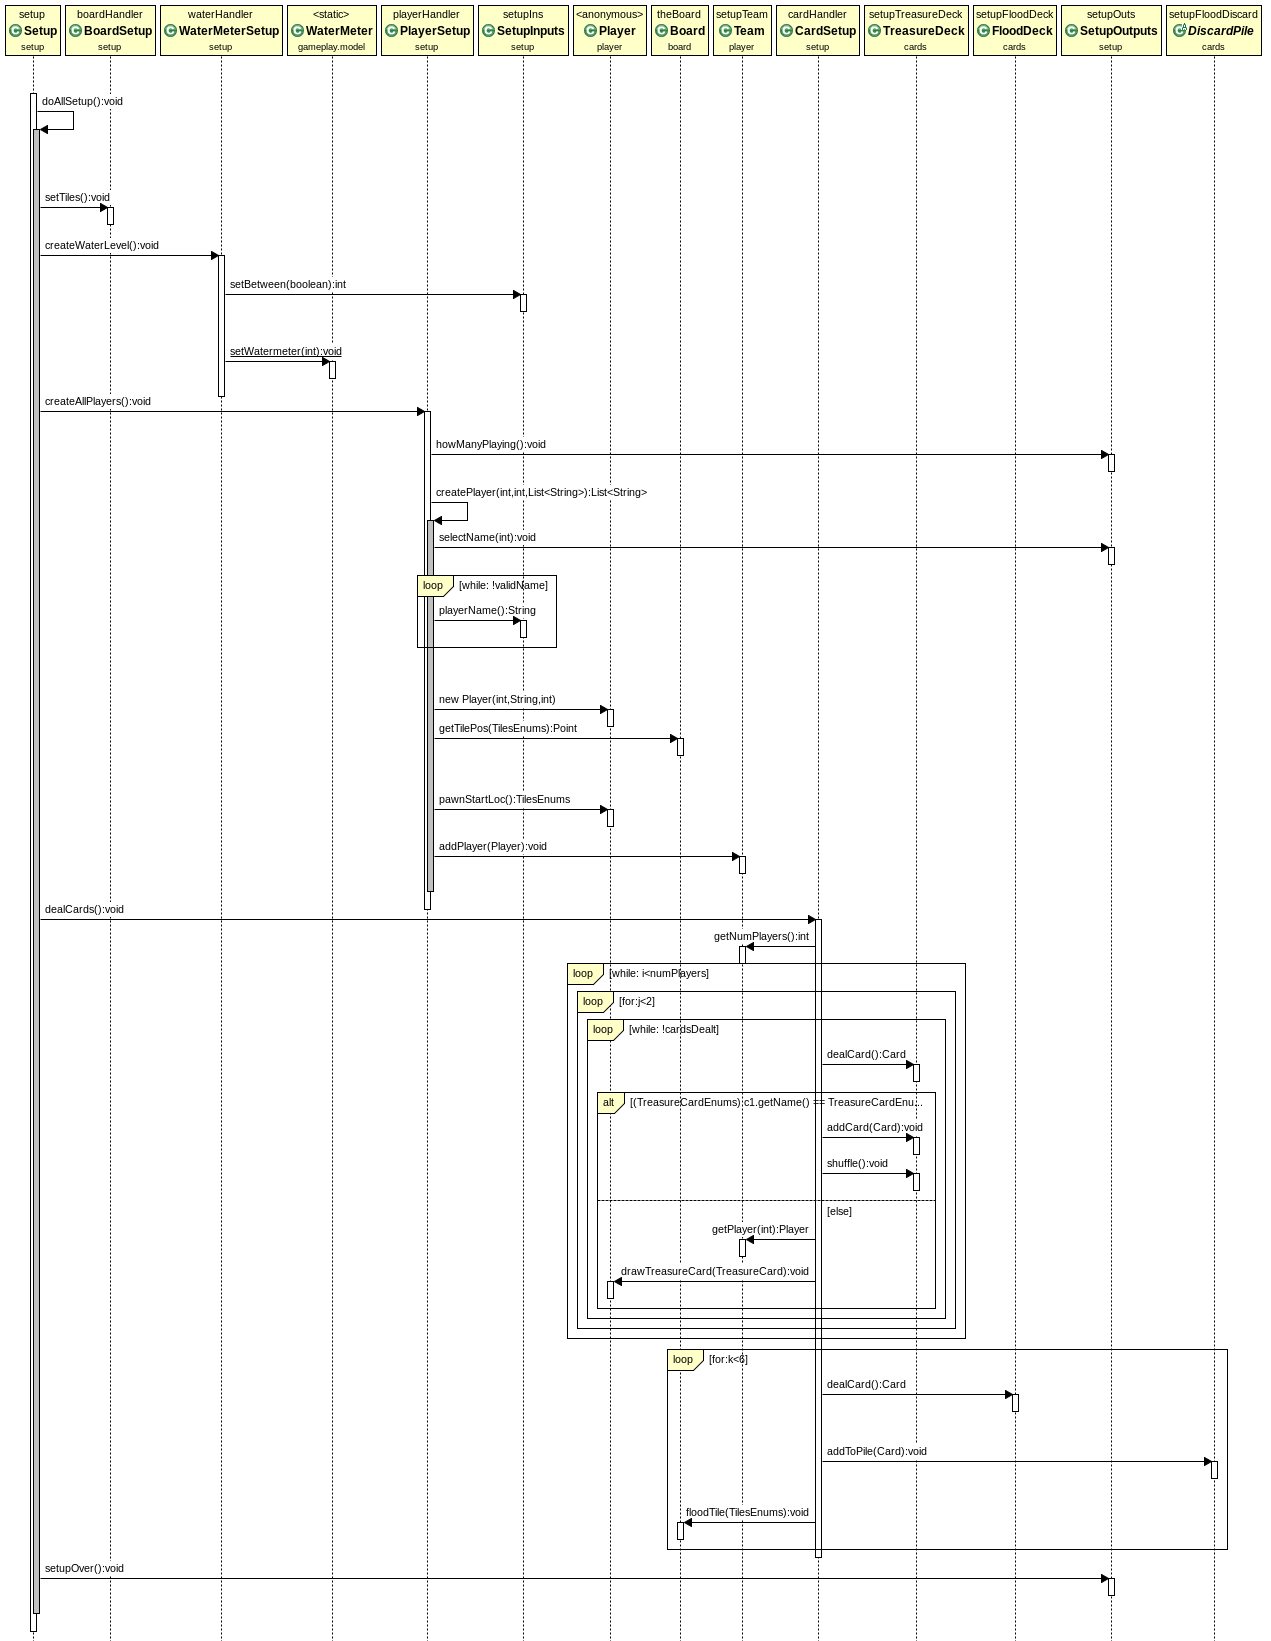 setup
Setup
setup
boardHandler
BoardSetup
setup
waterHandler
WaterMeterSetup
setup
<static>
WaterMeter
gameplay.model
playerHandler
PlayerSetup
setup
setupIns
SetupInputs
setup
<anonymous>
Player
player
theBoard
Board
board
setupTeam
Team
player
cardHandler
CardSetup
setup
setupTreasureDeck
TreasureDeck
cards
setupFloodDeck
FloodDeck
cards
setupOuts
SetupOutputs
setup
setupFloodDiscard
DiscardPile
cards
doAllSetup():void
setTiles():void
createWaterLevel():void
setBetween(boolean):int
setWatermeter(int):void
createAllPlayers():void
howManyPlaying():void
createPlayer(int,int,List<String>):List<String>
selectName(int):void
loop [while: !validName]
playerName():String
new Player(int,String,int)
getTilePos(TilesEnums):Point
pawnStartLoc():TilesEnums
addPlayer(Player):void
dealCards():void
getNumPlayers():int
loop [while: i<numPlayers]
loop [for:j<2]
loop [while: !cardsDealt]
dealCard():Card
alt [(TreasureCardEnums) c1.getName() == TreasureCardEnu...
addCard(Card):void
shuffle():void
[else]
getPlayer(int):Player
drawTreasureCard(TreasureCard):void
loop [for:k<6]
dealCard():Card
addToPile(Card):void
floodTile(TilesEnums):void
setupOver():void